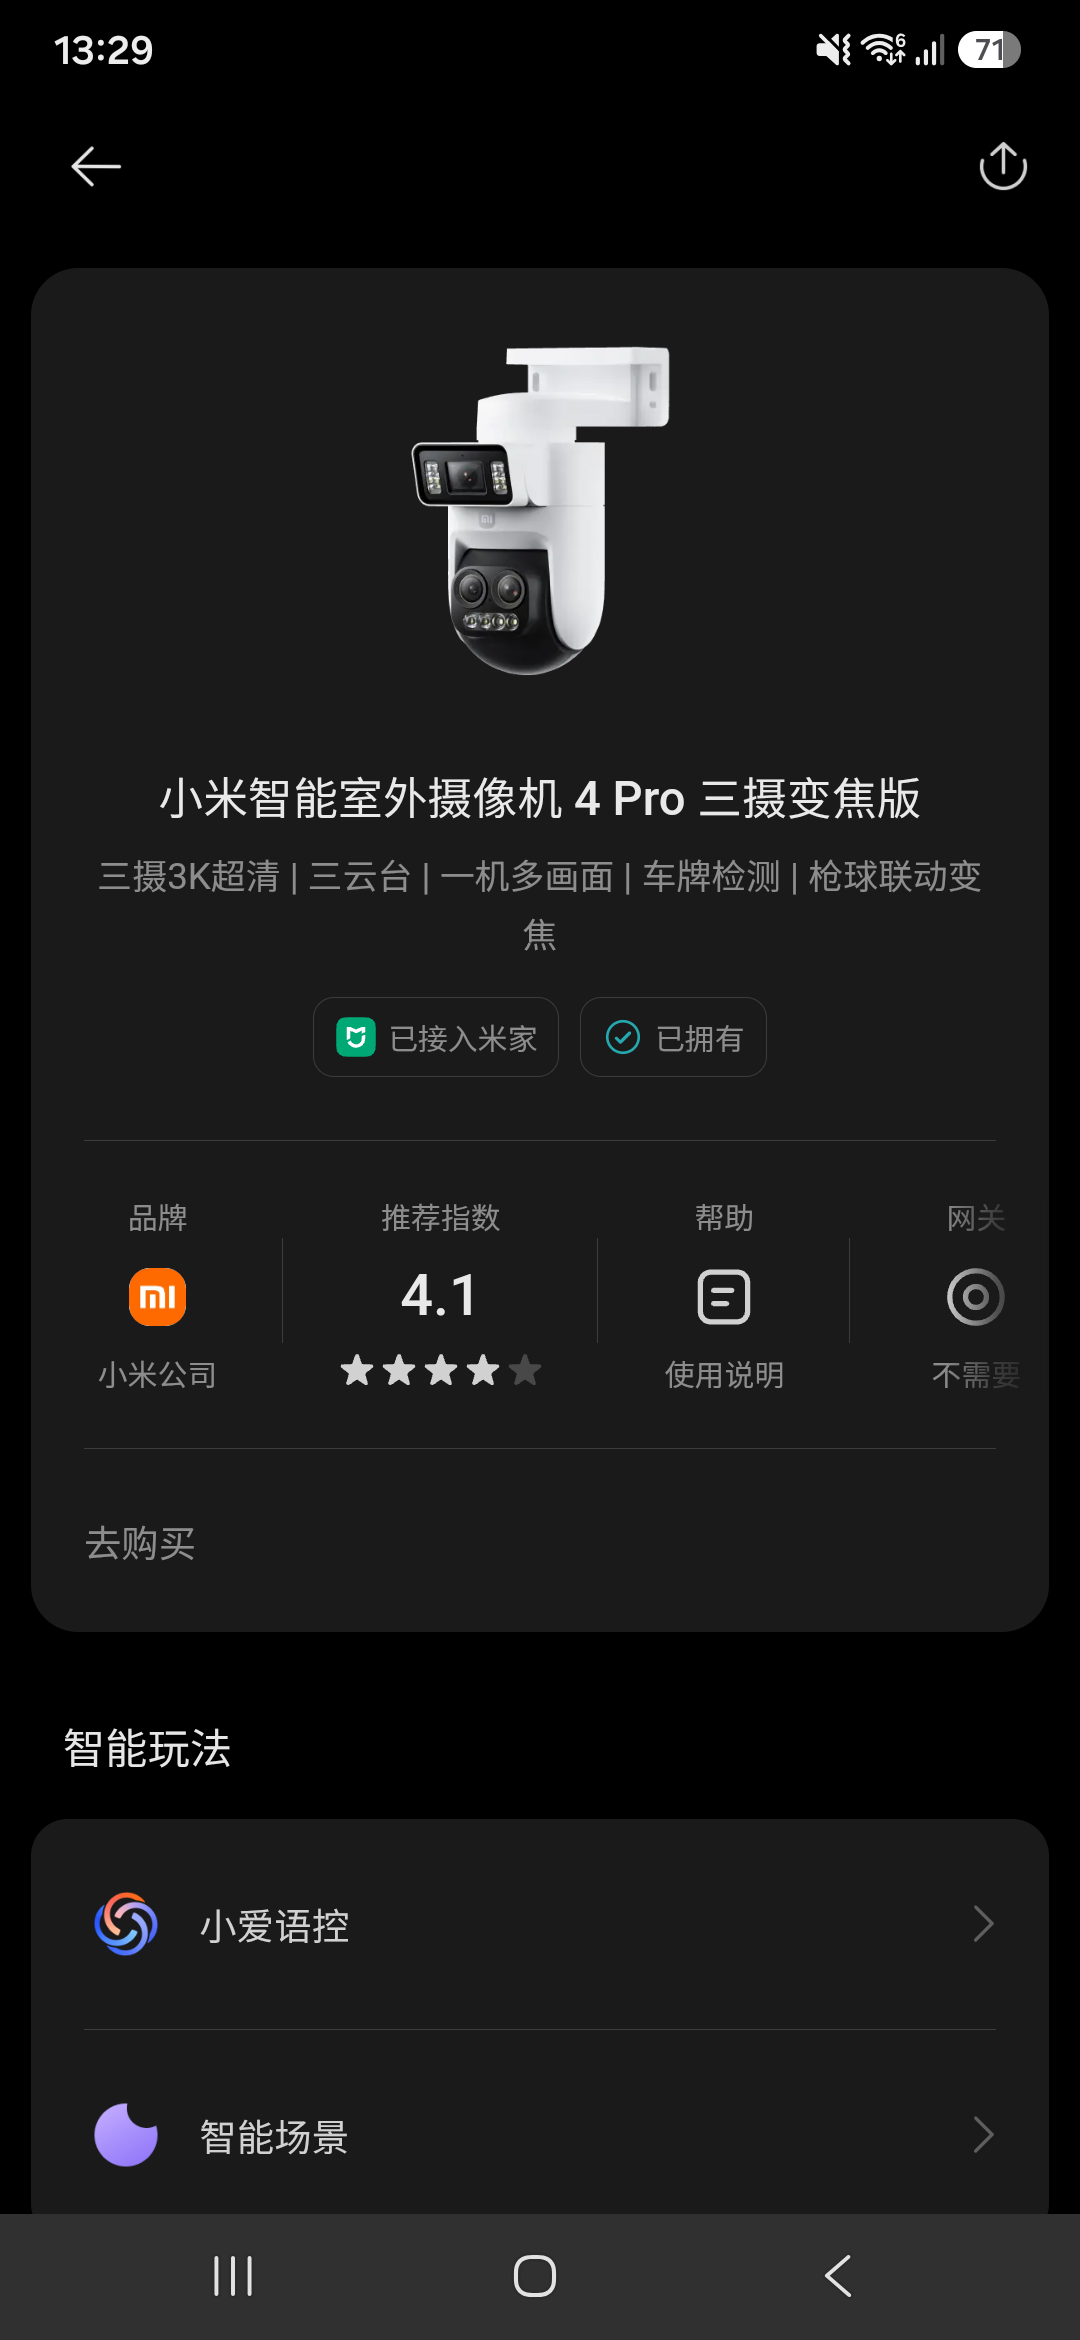 13:29
6
71
小米智能室外摄像机 4 Pro 三摄变焦版
三摄3K超清 | 三云台 | 一机多画面 | 车牌检测 | 枪球联动变
焦
已接入米家
已拥有
品牌
推荐指数
帮助
网关
4.1
小米公司
使用说明
不需要
去购买
智能玩法
小爱语控
智能场景